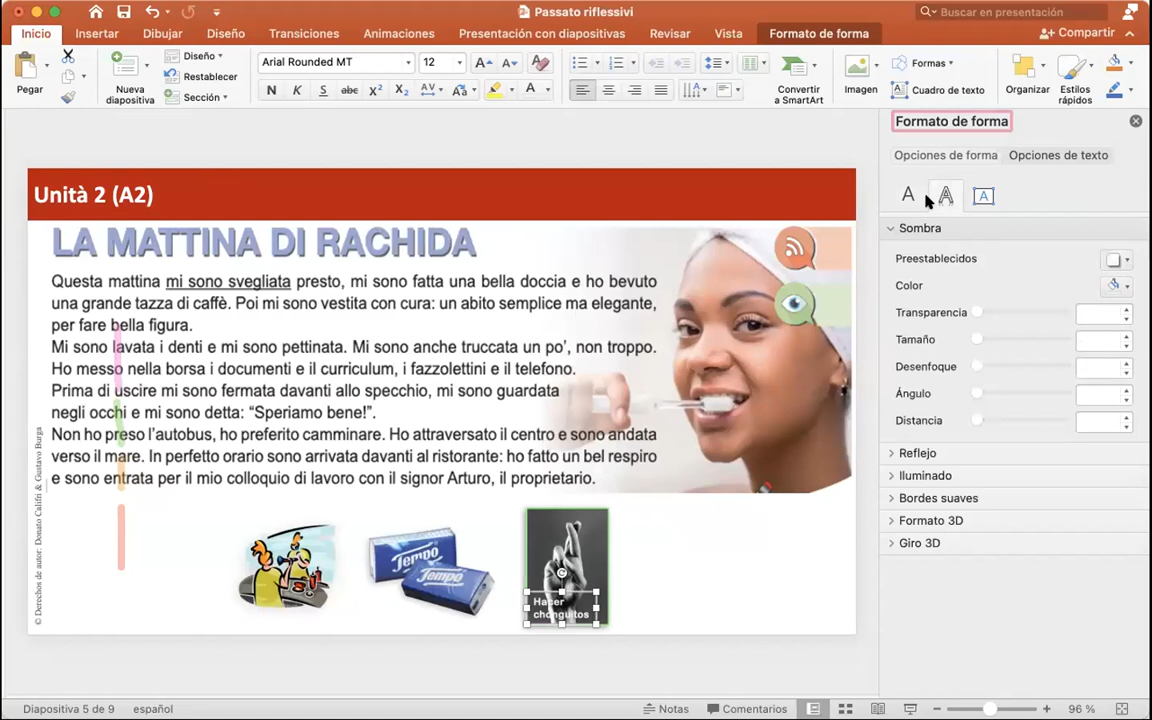 Passato riflessivi
Buscar en presentación
Inicio Insertar Dibujar Diseño Transiciones Animaciones Presentación con diapositivas Revisar Vista Formato de forma Compartir
Pegar
Nueva diapositiva
Diseño
Restablecer
Sección
Arial Rounded MT 12
N K S abc X² X₂ AV Aa A
Convertir a SmartArt
Imagen
Formas
Cuadro de texto
Organizar
Estilos rápidos
Formato de forma
Opciones de forma Opciones de texto
Sombra
Preestablecidos
Color
Transparencia
Tamaño
Desenfoque
Ángulo
Distancia
Reflejo
Iluminado
Bordes suaves
Formato 3D
Giro 3D
Unità 2 (A2)
LA MATTINA DI RACHIDA
Questa mattina mi sono svegliata presto, mi sono fatta una bella doccia e ho bevuto
una grande tazza di caffè. Poi mi sono vestita con cura: un abito semplice ma elegante,
per fare bella figura.
Mi sono lavata i denti e mi sono pettinata. Mi sono anche truccata un po’, non troppo.
Ho messo nella borsa i documenti e il curriculum, i fazzolettini e il telefono.
Prima di uscire mi sono fermata davanti allo specchio, mi sono guardata
negli occhi e mi sono detta: “Speriamo bene!”.
Non ho preso l’autobus, ho preferito camminare. Ho attraversato il centro e sono andata
verso il mare. In perfetto orario sono arrivata davanti al ristorante: ho fatto un bel respiro
e sono entrata per il mio colloquio di lavoro con il signor Arturo, il proprietario.
© Derechos de autor: Donato Califri & Gustavo Burga
Tempo
Tempo
Hacer
chonguitos
Diapositiva 5 de 9 español Notas Comentarios 96 %